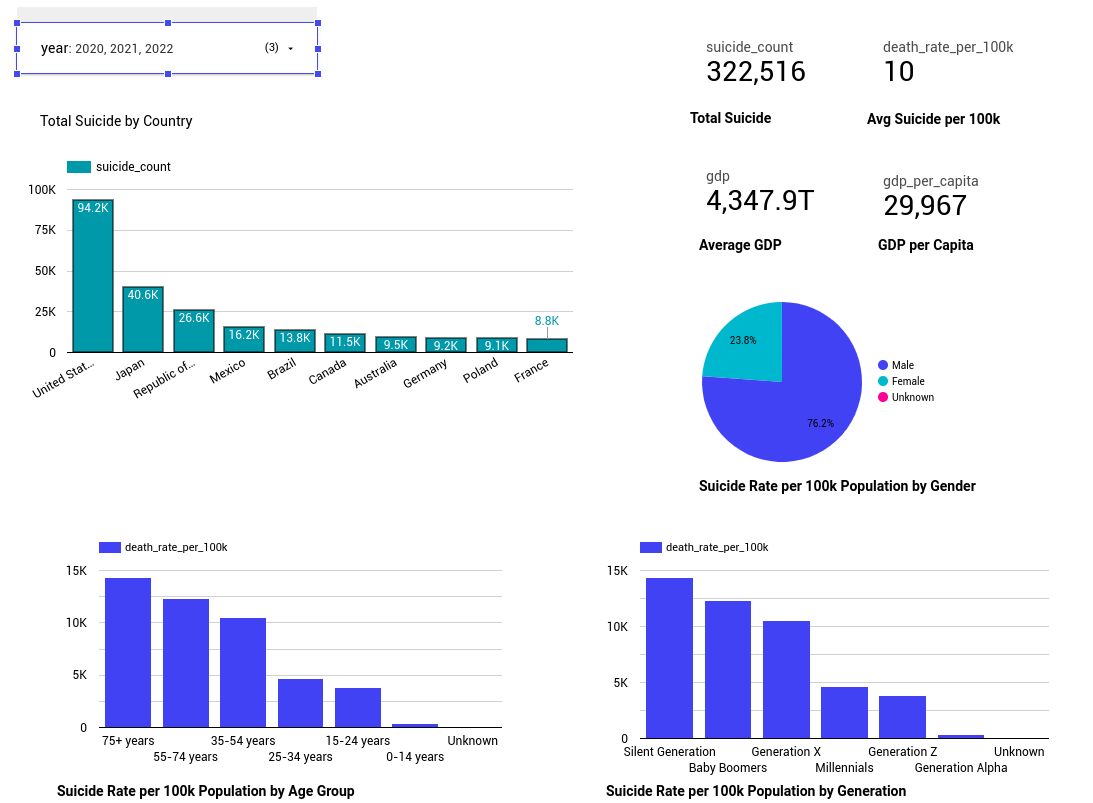 year: 2020, 2021, 2022 (3)
suicide_count
322,516
Total Suicide
death_rate_per_100k
10
Avg Suicide per 100k
gdp
4,347.9T
Average GDP
gdp_per_capita
29,967
GDP per Capita
Total Suicide by Country
suicide_count
100K
75K
50K
25K
0
94.2K
40.6K
26.6K
16.2K
13.8K
11.5K
9.5K
9.2K
9.1K
8.8K
United Stat...
Japan
Republic of...
Mexico
Brazil
Canada
Australia
Germany
Poland
France
23.8%
76.2%
Male
Female
Unknown
Suicide Rate per 100k Population by Gender
death_rate_per_100k
15K
10K
5K
0
75+ years
55-74 years
35-54 years
25-34 years
15-24 years
0-14 years
Unknown
Suicide Rate per 100k Population by Age Group
death_rate_per_100k
15K
10K
5K
0
Silent Generation
Baby Boomers
Generation X
Millennials
Generation Z
Generation Alpha
Unknown
Suicide Rate per 100k Population by Generation